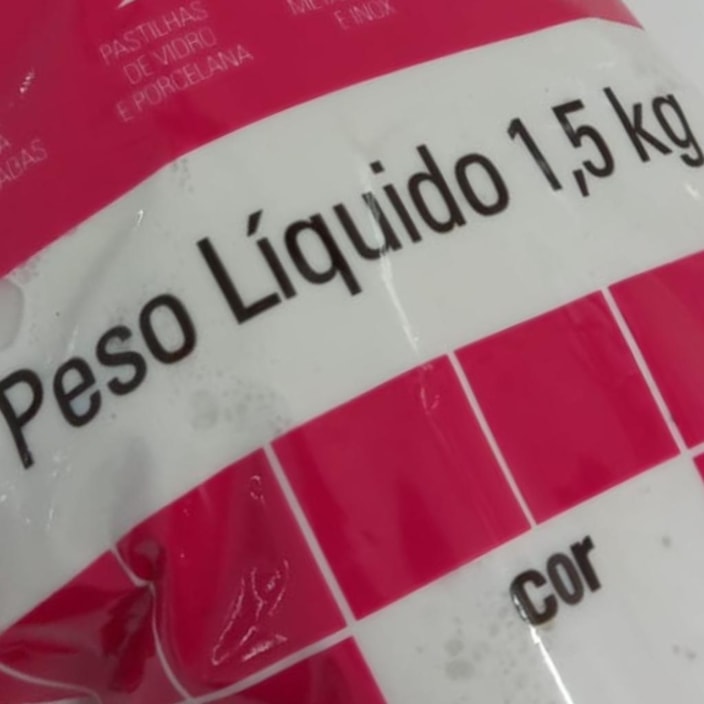 PASTILHAS
DE VIDRO
E PORCELANA
E INOX
Peso Líquido 1,5 kg
cor